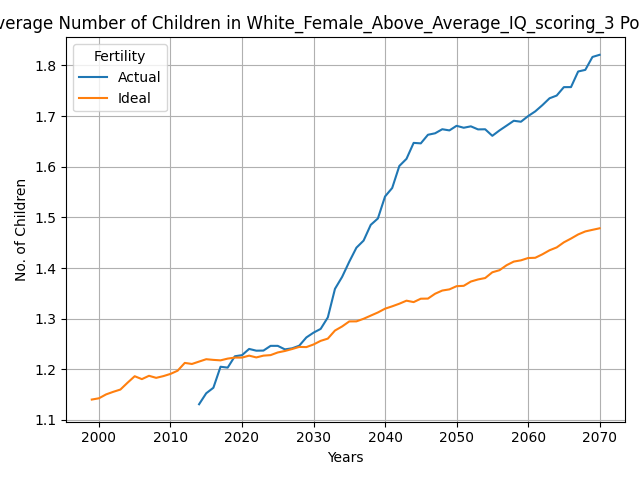 verage Number of Children in White_Female_Above_Average_IQ_scoring_3 Po
Fertility
Actual
Ideal
No. of Children
1.8
1.7
1.6
1.5
1.4
1.3
1.2
1.1
2000 2010 2020 2030 2040 2050 2060 2070
Years